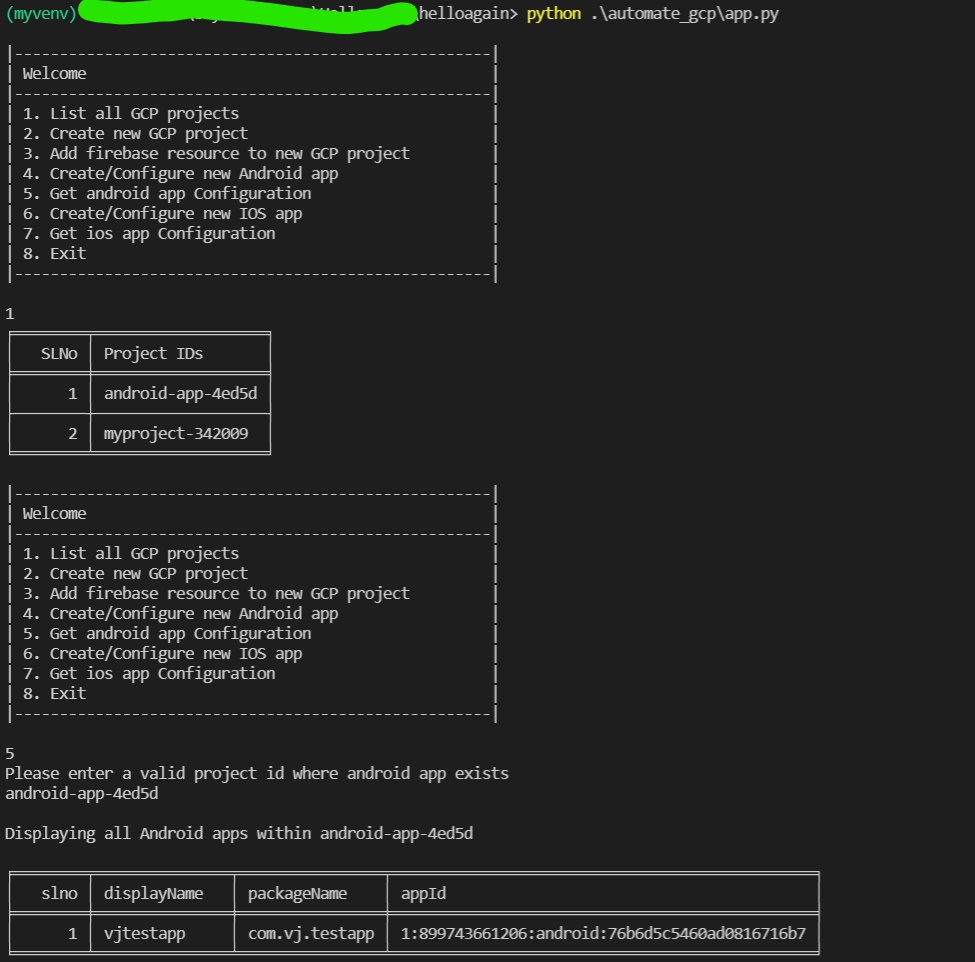 (myvenv) \helloagain> python .\automate_gcp\app.py
|-----------------------------------------------------|
| Welcome |
|-----------------------------------------------------|
| 1. List all GCP projects |
| 2. Create new GCP project |
| 3. Add firebase resource to new GCP project |
| 4. Create/Configure new Android app |
| 5. Get android app Configuration |
| 6. Create/Configure new IOS app |
| 7. Get ios app Configuration |
| 8. Exit |
|-----------------------------------------------------|
1
SLNo Project IDs
1 android-app-4ed5d
2 myproject-342009
|-----------------------------------------------------|
| Welcome |
|-----------------------------------------------------|
| 1. List all GCP projects |
| 2. Create new GCP project |
| 3. Add firebase resource to new GCP project |
| 4. Create/Configure new Android app |
| 5. Get android app Configuration |
| 6. Create/Configure new IOS app |
| 7. Get ios app Configuration |
| 8. Exit |
|-----------------------------------------------------|
5
Please enter a valid project id where android app exists
android-app-4ed5d
Displaying all Android apps within android-app-4ed5d
slno displayName packageName appId
1 vjtestapp com.vj.testapp 1:899743661206:android:76b6d5c5460ad0816716b7